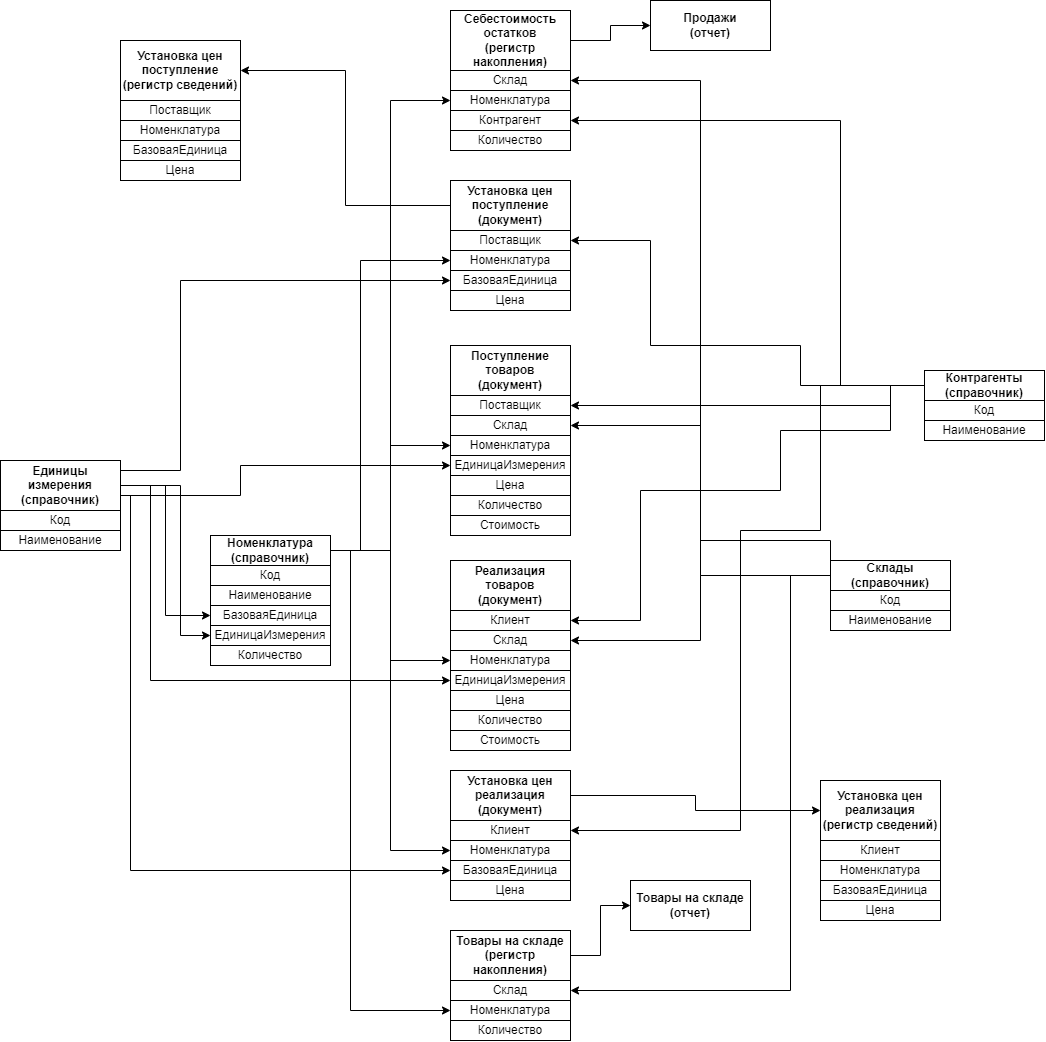 Себестоимость
остатков
(регистр
накопления)
Склад
Номенклатура
Контрагент
Количество
Продажи
(отчет)
Установка цен
поступление
(регистр сведений)
Поставщик
Номенклатура
БазоваяЕдиница
Цена
Установка цен
поступление
(документ)
Поставщик
Номенклатура
БазоваяЕдиница
Цена
Поступление
товаров
(документ)
Поставщик
Склад
Номенклатура
ЕдиницаИзмерения
Цена
Количество
Стоимость
Контрагенты
(справочник)
Код
Наименование
Единицы
измерения
(справочник)
Код
Наименование
Номенклатура
(справочник)
Код
Наименование
БазоваяЕдиница
ЕдиницаИзмерения
Количество
Реализация
товаров
(документ)
Клиент
Склад
Номенклатура
ЕдиницаИзмерения
Цена
Количество
Стоимость
Склады
(справочник)
Код
Наименование
Установка цен
реализация
(документ)
Клиент
Номенклатура
БазоваяЕдиница
Цена
Установка цен
реализация
(регистр сведений)
Клиент
Номенклатура
БазоваяЕдиница
Цена
Товары на складе
(отчет)
Товары на складе
(регистр
накопления)
Склад
Номенклатура
Количество